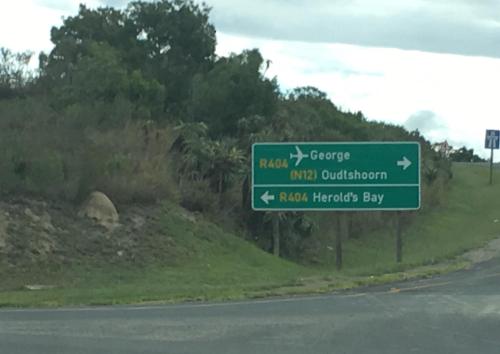 R404 George
(N12) Oudtshoorn
R404 Herold's Bay